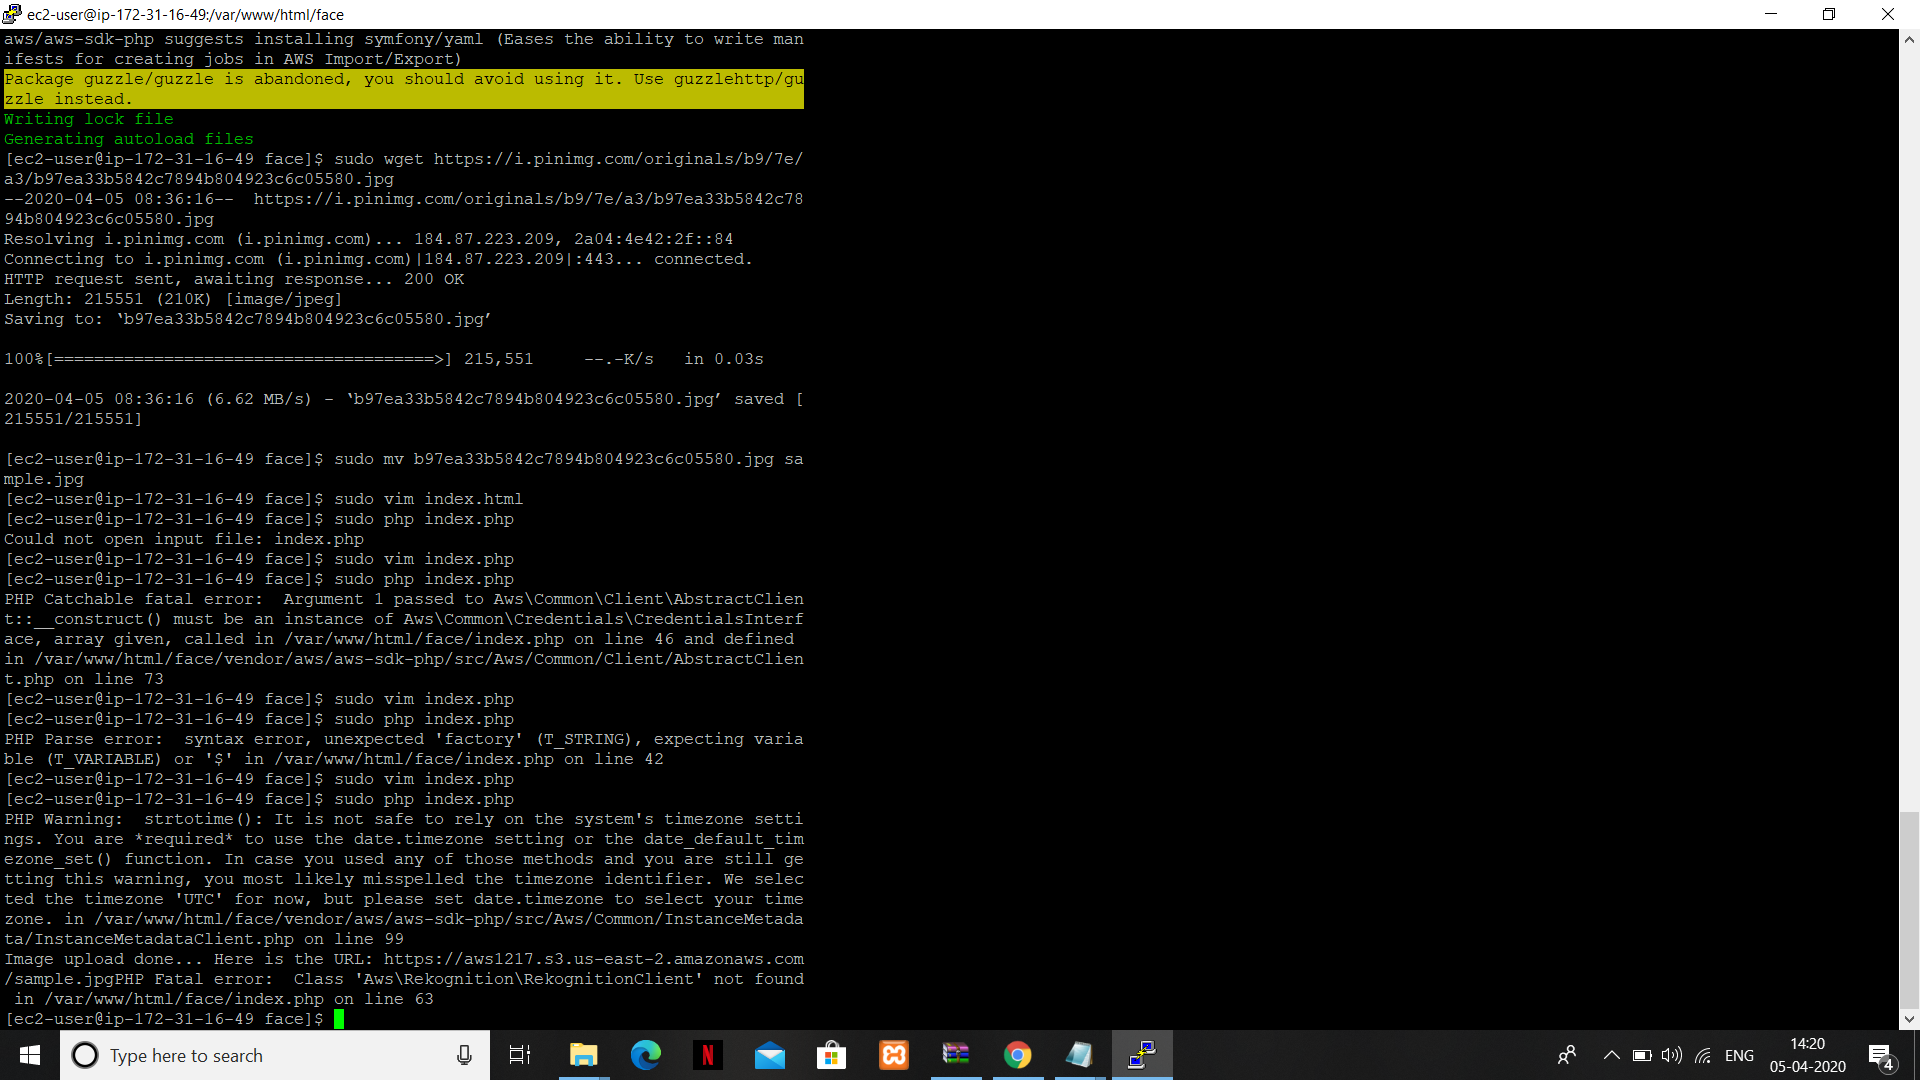 ec2-user@ip-172-31-16-49:/var/www/html/face
aws/aws-sdk-php suggests installing symfony/yaml (Eases the ability to write man
ifests for creating jobs in AWS Import/Export)
Package guzzle/guzzle is abandoned, you should avoid using it. Use guzzlehttp/gu
zzle instead.
Writing lock file
Generating autoload files
[ec2-user@ip-172-31-16-49 face]$ sudo wget https://i.pinimg.com/originals/b9/7e/
a3/b97ea33b5842c7894b804923c6c05580.jpg
--2020-04-05 08:36:16--  https://i.pinimg.com/originals/b9/7e/a3/b97ea33b5842c78
94b804923c6c05580.jpg
Resolving i.pinimg.com (i.pinimg.com)... 184.87.223.209, 2a04:4e42:2f::84
Connecting to i.pinimg.com (i.pinimg.com)|184.87.223.209|:443... connected.
HTTP request sent, awaiting response... 200 OK
Length: 215551 (210K) [image/jpeg]
Saving to: ‘b97ea33b5842c7894b804923c6c05580.jpg’
100%[======================================>] 215,551     --.-K/s   in 0.03s
2020-04-05 08:36:16 (6.62 MB/s) - ‘b97ea33b5842c7894b804923c6c05580.jpg’ saved [
215551/215551]
[ec2-user@ip-172-31-16-49 face]$ sudo mv b97ea33b5842c7894b804923c6c05580.jpg sa
mple.jpg
[ec2-user@ip-172-31-16-49 face]$ sudo vim index.html
[ec2-user@ip-172-31-16-49 face]$ sudo php index.php
Could not open input file: index.php
[ec2-user@ip-172-31-16-49 face]$ sudo vim index.php
[ec2-user@ip-172-31-16-49 face]$ sudo php index.php
PHP Catchable fatal error:  Argument 1 passed to Aws\Common\Client\AbstractClien
t::__construct() must be an instance of Aws\Common\Credentials\CredentialsInterf
ace, array given, called in /var/www/html/face/index.php on line 46 and defined
in /var/www/html/face/vendor/aws/aws-sdk-php/src/Aws/Common/Client/AbstractClien
t.php on line 73
[ec2-user@ip-172-31-16-49 face]$ sudo vim index.php
[ec2-user@ip-172-31-16-49 face]$ sudo php index.php
PHP Parse error:  syntax error, unexpected 'factory' (T_STRING), expecting varia
ble (T_VARIABLE) or '$' in /var/www/html/face/index.php on line 42
[ec2-user@ip-172-31-16-49 face]$ sudo vim index.php
[ec2-user@ip-172-31-16-49 face]$ sudo php index.php
PHP Warning:  strtotime(): It is not safe to rely on the system's timezone setti
ngs. You are *required* to use the date.timezone setting or the date_default_tim
ezone_set() function. In case you used any of those methods and you are still ge
tting this warning, you most likely misspelled the timezone identifier. We selec
ted the timezone 'UTC' for now, but please set date.timezone to select your time
zone. in /var/www/html/face/vendor/aws/aws-sdk-php/src/Aws/Common/InstanceMetada
ta/InstanceMetadataClient.php on line 99
Image upload done... Here is the URL: https://aws1217.s3.us-east-2.amazonaws.com
/sample.jpgPHP Fatal error:  Class 'Aws\Rekognition\RekognitionClient' not found
 in /var/www/html/face/index.php on line 63
[ec2-user@ip-172-31-16-49 face]$
Type here to search
N
ENG
14:20
05-04-2020
4